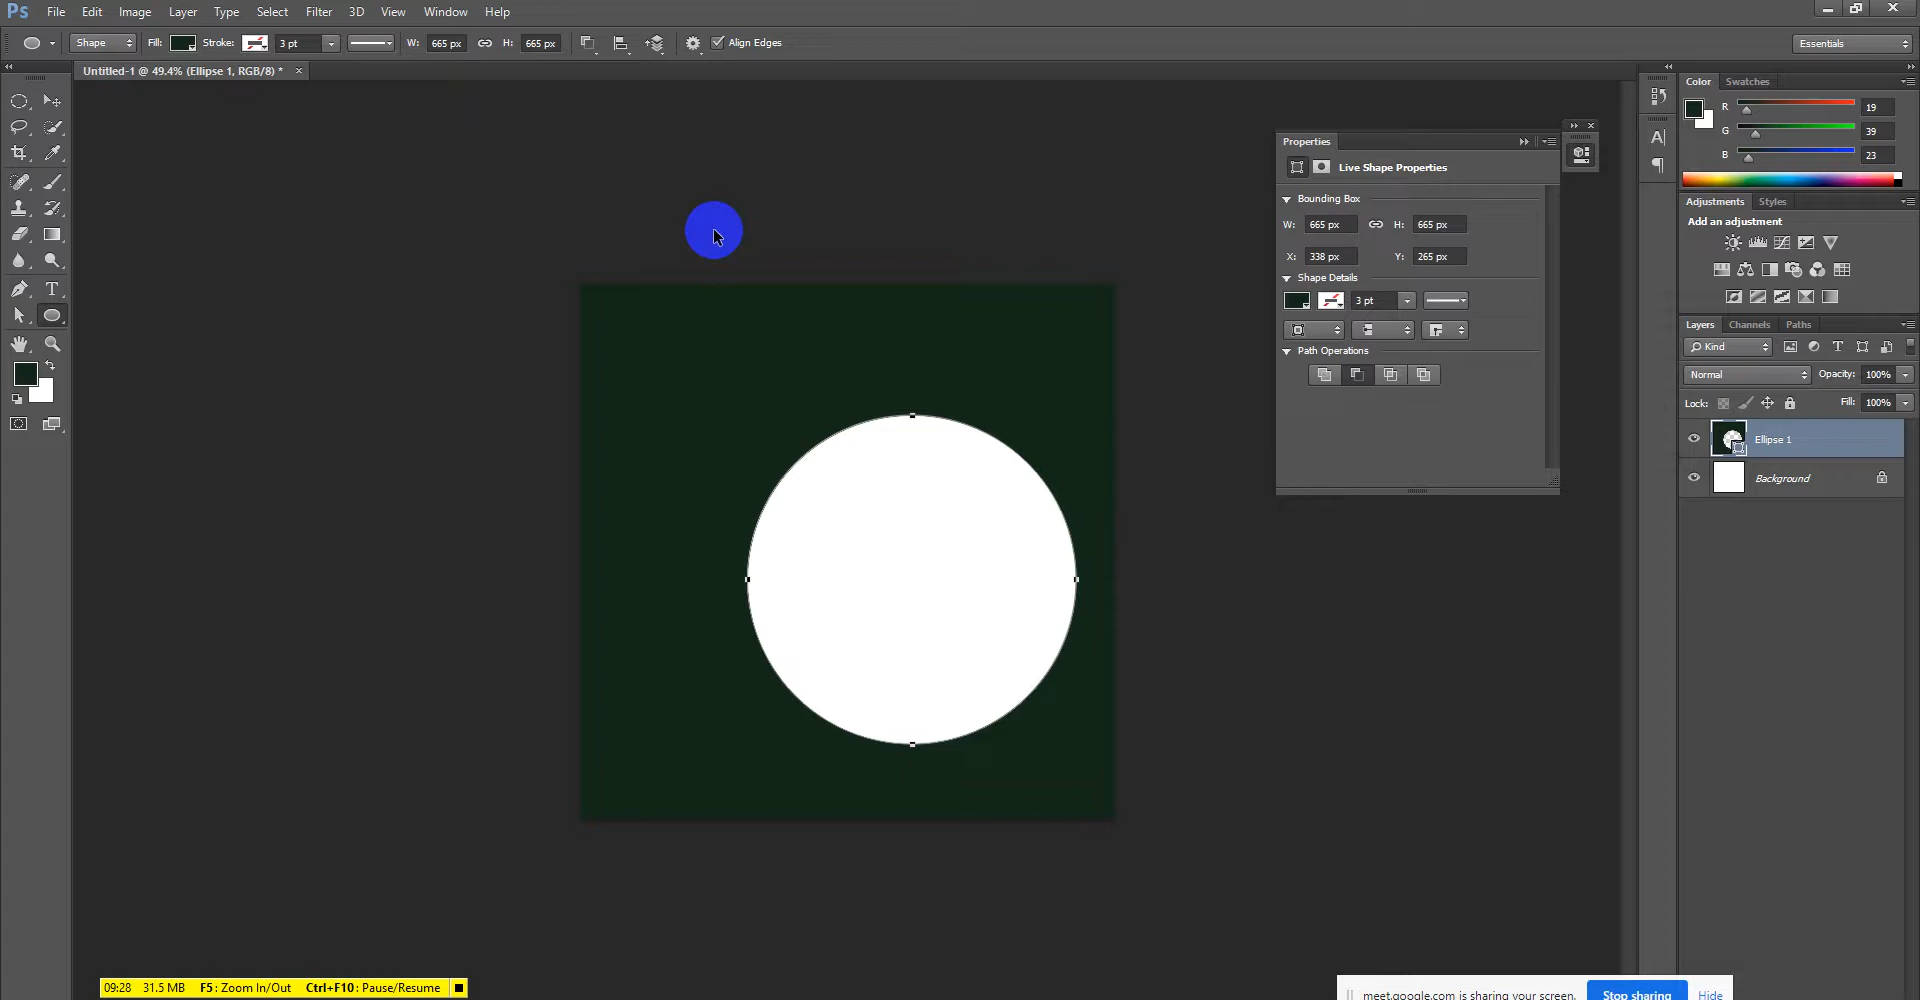 Ps File Edit Image Layer Type Select Filter 3D View Window Help
Shape Fill: Stroke: 3 pt W: 665 px H: 665 px Align Edges Essentials
Untitled-1 @ 49.4% (Ellipse 1, RGB/8) * ×
Color Swatches
R 19
G 39
B 23
Properties
Live Shape Properties
Bounding Box
W: 665 px H: 665 px
X: 338 px Y: 265 px
Shape Details
3 pt
Path Operations
Adjustments Styles
Add an adjustment
Layers Channels Paths
Kind
Normal Opacity: 100%
Lock: Fill: 100%
Ellipse 1
Background
09:28 31.5 MB F5: Zoom In/Out Ctrl+F10: Pause/Resume
meet.google.com is sharing your screen. Stop sharing Hide